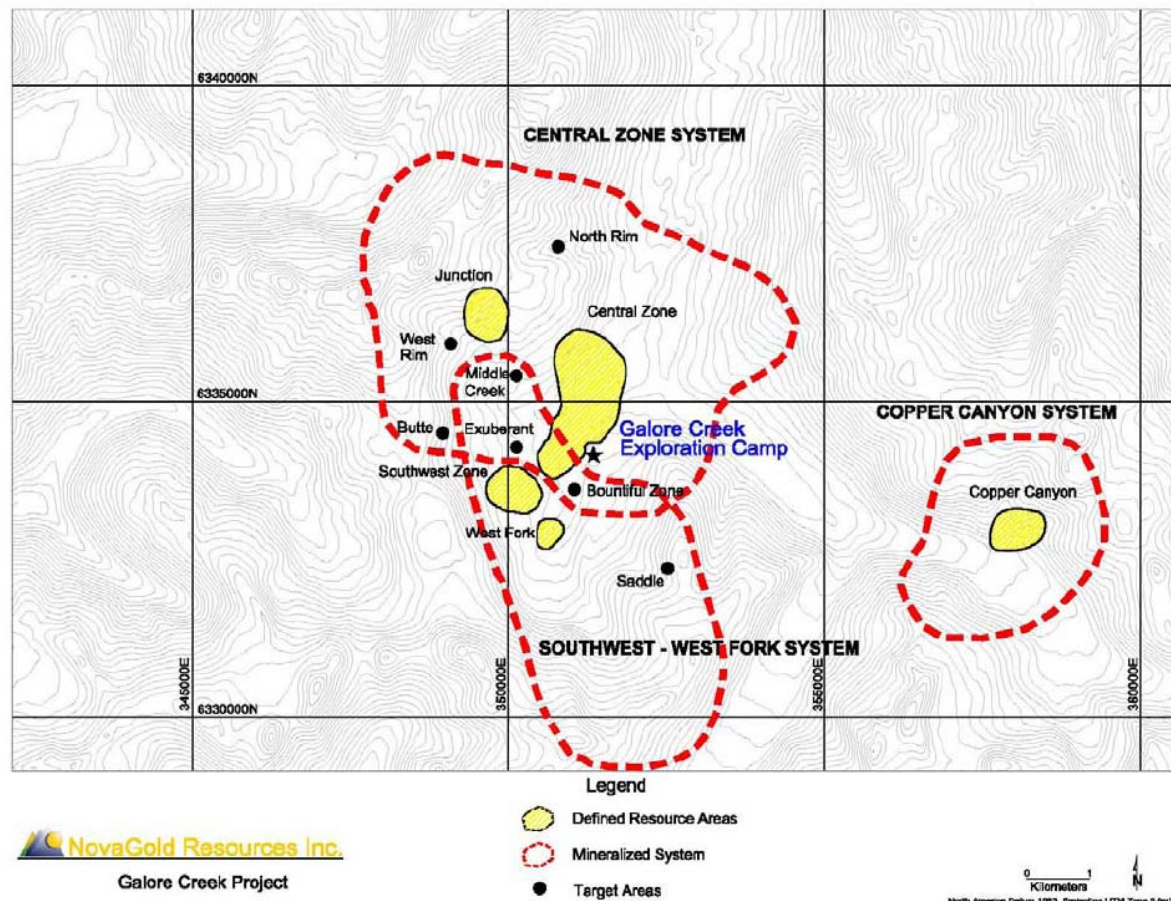 6340000N
CENTRAL ZONE SYSTEM
North Rim
Junction
Central Zone
West
Rim
Middle
Creek
6335000N
COPPER CANYON SYSTEM
Butte
Exuberant
Galore Creek
Exploration Camp
Southwest Zone
Bountiful Zone
Copper Canyon
West Fork
Saddle
SOUTHWEST - WEST FORK SYSTEM
345000E
350000E
355000E
360000E
6330000N
Legend
Defined Resource Areas
Mineralized System
Target Areas
NovaGold Resources Inc.
Galore Creek Project
0 1
Kilometers
N